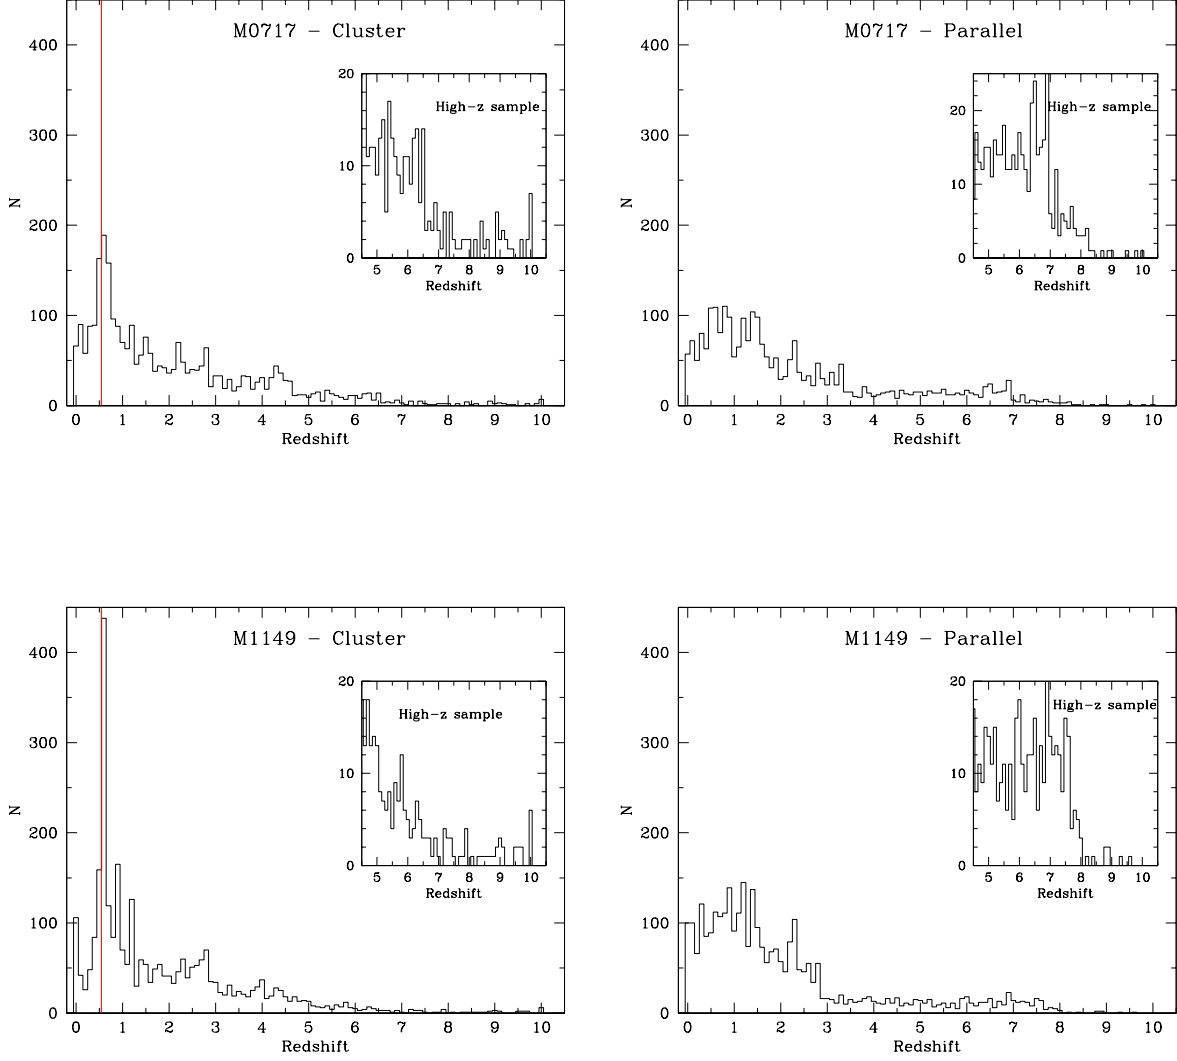 M0717 − Cluster
400
300
200
100
0
N
0 1 2 3 4 5 6 7 8 9 10
Redshift
High−z sample
20
10
0
5 6 7 8 9 10
Redshift
M0717 − Parallel
400
300
200
100
0
N
0 1 2 3 4 5 6 7 8 9 10
Redshift
High−z sample
20
10
0
5 6 7 8 9 10
Redshift
M1149 − Cluster
400
300
200
100
0
N
0 1 2 3 4 5 6 7 8 9 10
Redshift
High−z sample
20
10
0
5 6 7 8 9 10
Redshift
M1149 − Parallel
400
300
200
100
0
N
0 1 2 3 4 5 6 7 8 9 10
Redshift
High−z sample
20
10
0
5 6 7 8 9 10
Redshift